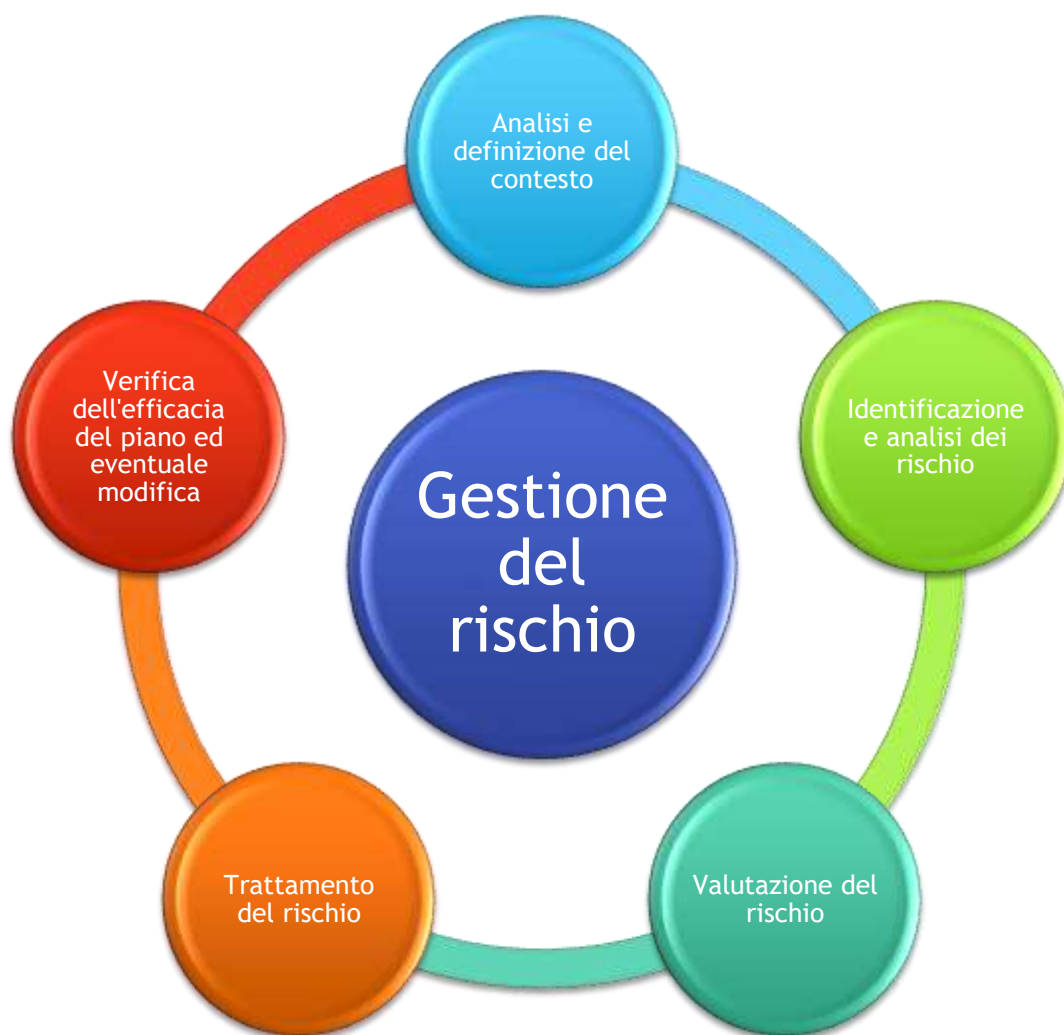 Analisi e
definizione del
contesto
Identificazione
e analisi dei
rischio
Valutazione del
rischio
Trattamento
del rischio
Verifica
dell'efficacia
del piano ed
eventuale
modifica
Gestione
del
rischio